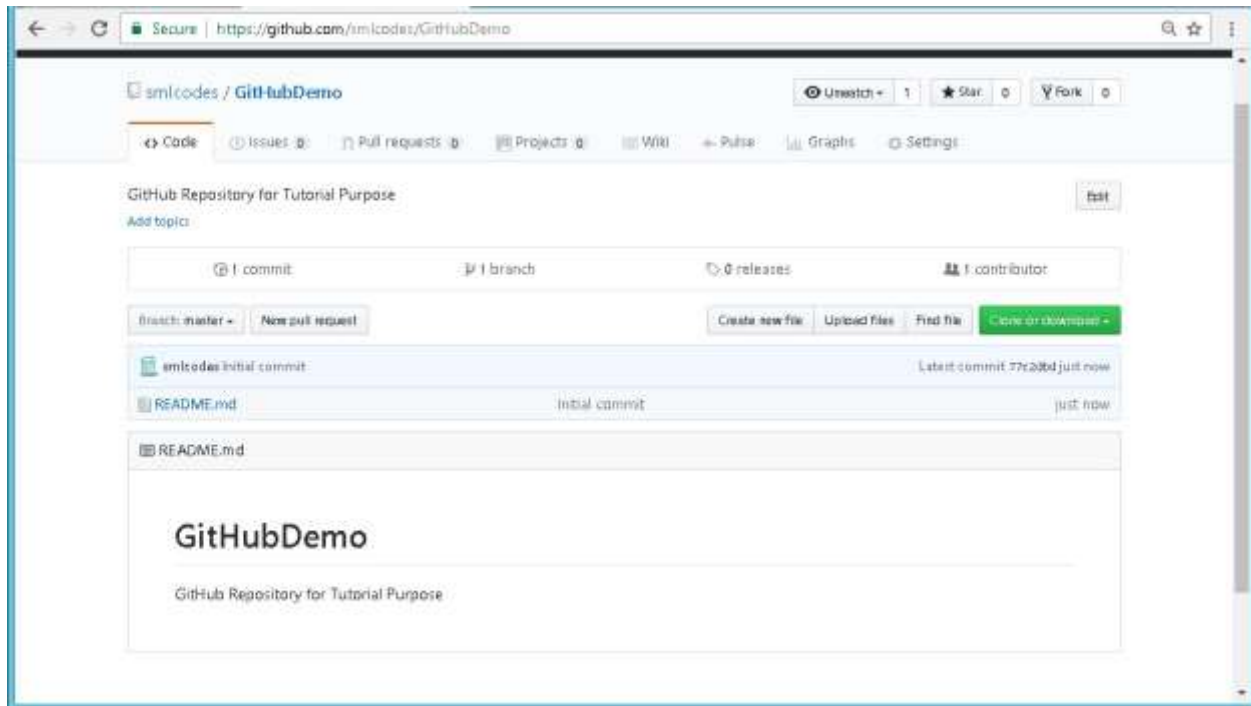 Secure | https://github.com/smlcodes/GitHubDemo
smlcodes / GitHubDemo
Unwatch 1 Star 0 Fork 0
<> Code Issues 0 Pull requests 0 Projects 0 Wiki Pulse Graphs Settings
GitHub Repository for Tutorial Purpose
Edit
Add topics
1 commit 1 branch 0 releases 1 contributor
Branch: master New pull request Create new file Upload files Find file Clone or download
smlcodes Initial commit Latest commit just now
README.md Initial commit just now
README.md
GitHubDemo
GitHub Repository for Tutorial Purpose